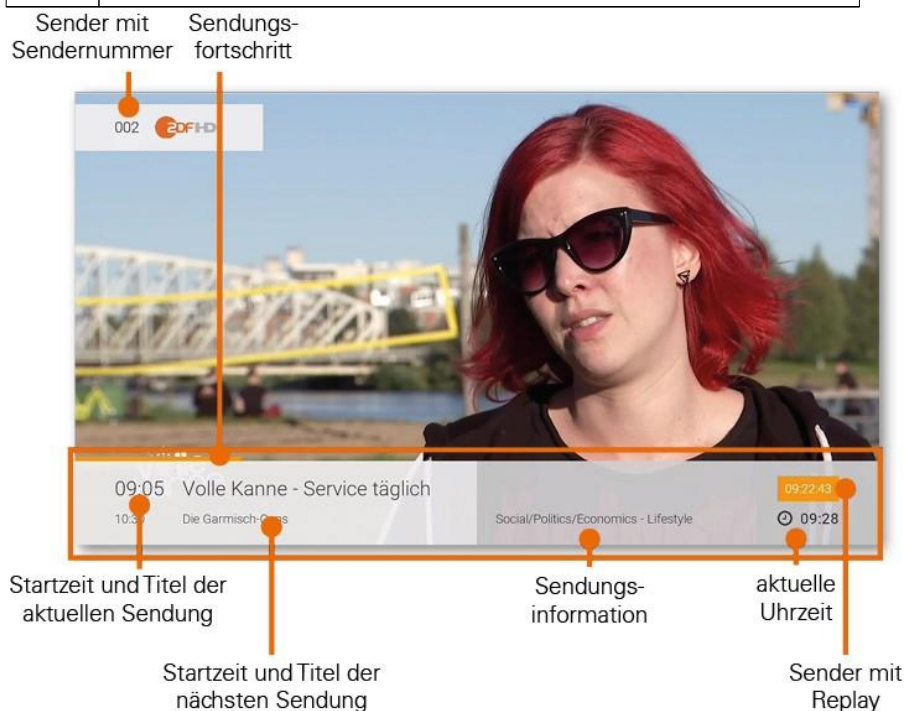 Sender mit
Sendernummer
Sendungs-
fortschritt
002 ZDF HD
09:05 Volle Kanne - Service täglich
09:22:43
10:30 Die Garmisch-Cops
Social/Politics/Economics - Lifestyle
09:28
Startzeit und Titel der
aktuellen Sendung
Sendungs-
information
aktuelle
Uhrzeit
Startzeit und Titel der
nächsten Sendung
Sender mit
Replay